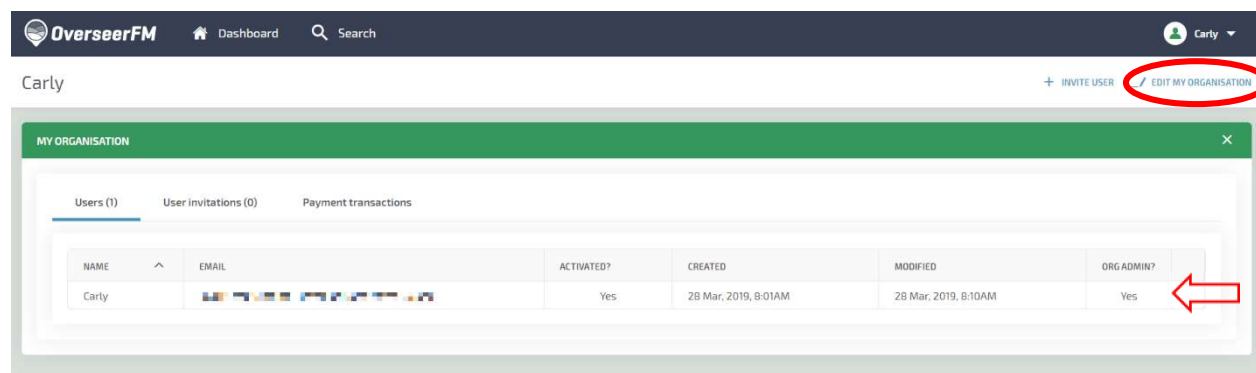 OverseerFM Dashboard Search Carly
Carly + INVITE USER EDIT MY ORGANISATION
MY ORGANISATION ×
Users (1) User invitations (0) Payment transactions
NAME EMAIL ACTIVATED? CREATED MODIFIED ORG ADMIN?
Carly Yes 28 Mar, 2019, 8:01AM 28 Mar, 2019, 8:10AM Yes